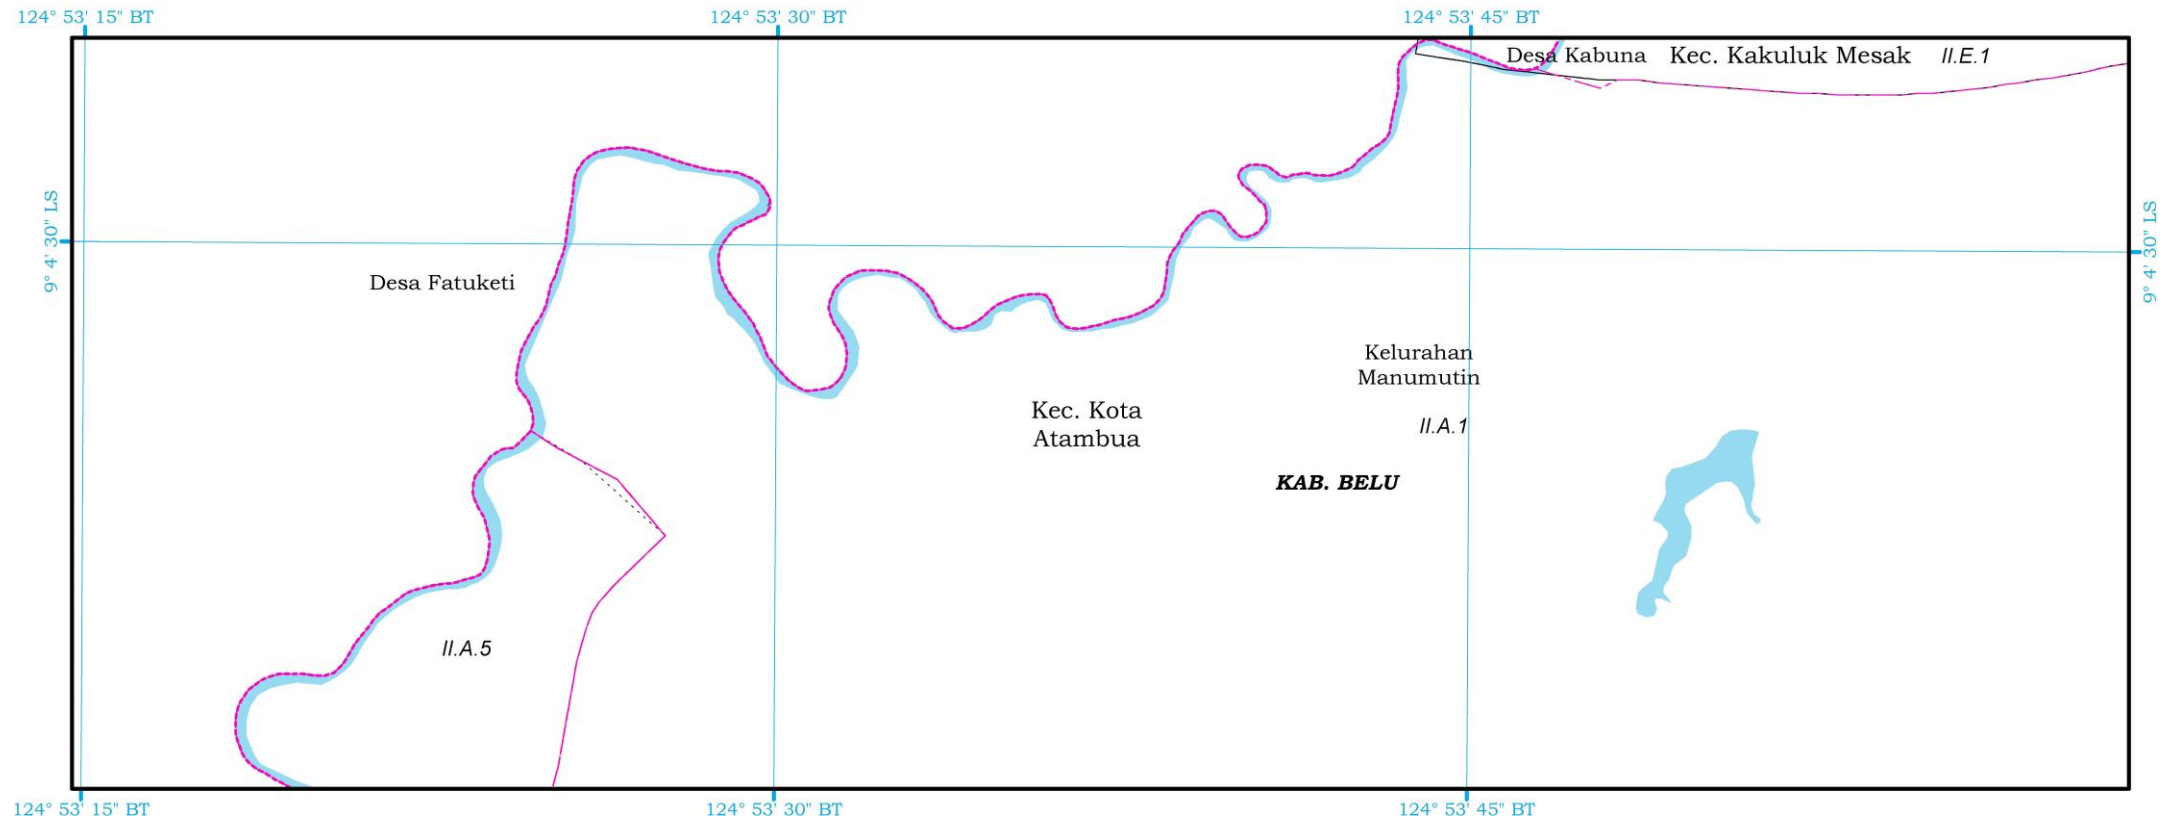 124° 53' 15" BT
124° 53' 30" BT
124° 53' 45" BT
Desa Kabuna
Kec. Kakuluk Mesak
II.E.1
9° 4' 30" LS
9° 4' 30" LS
Desa Fatuketi
Kelurahan
Manumutin
Kec. Kota
Atambua
II.A.1
KAB. BELU
II.A.5
124° 53' 15" BT
124° 53' 30" BT
124° 53' 45" BT